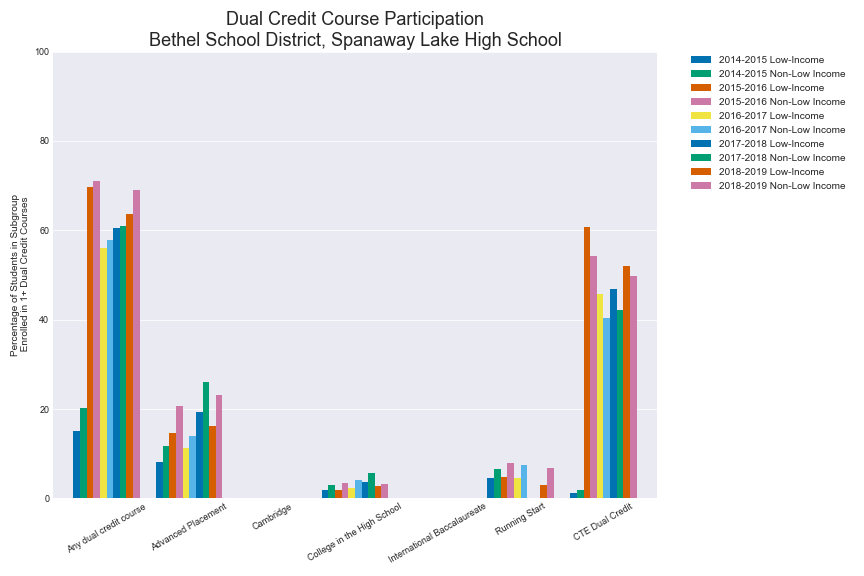 Dual Credit Course Participation
Bethel School District, Spanaway Lake High School
Percentage of Students in Subgroup
Enrolled in 1+ Dual Credit Courses
100
80
60
40
20
0
Any dual credit course
Advanced Placement
Cambridge
College in the High School
International Baccalaureate
Running Start
CTE Dual Credit
2014-2015 Low-Income
2014-2015 Non-Low Income
2015-2016 Low-Income
2015-2016 Non-Low Income
2016-2017 Low-Income
2016-2017 Non-Low Income
2017-2018 Low-Income
2017-2018 Non-Low Income
2018-2019 Low-Income
2018-2019 Non-Low Income